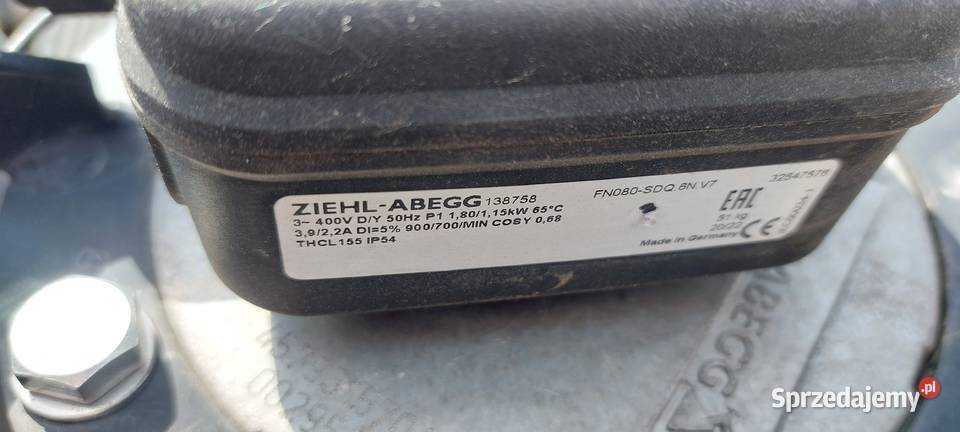 ZIEHL-ABEGG 138758
3~ 400V D/Y 50Hz P1 1,80/1,15kW 65°C
3,9/2,2A DI=5% 900/700/MIN COSY 0,68
THCL155 IP54
FN080-SDQ.6N.V7
32547576
EAC
51 kg
20/22
CE
Made in Germany
ABEGG
Sprzedajemy.pl